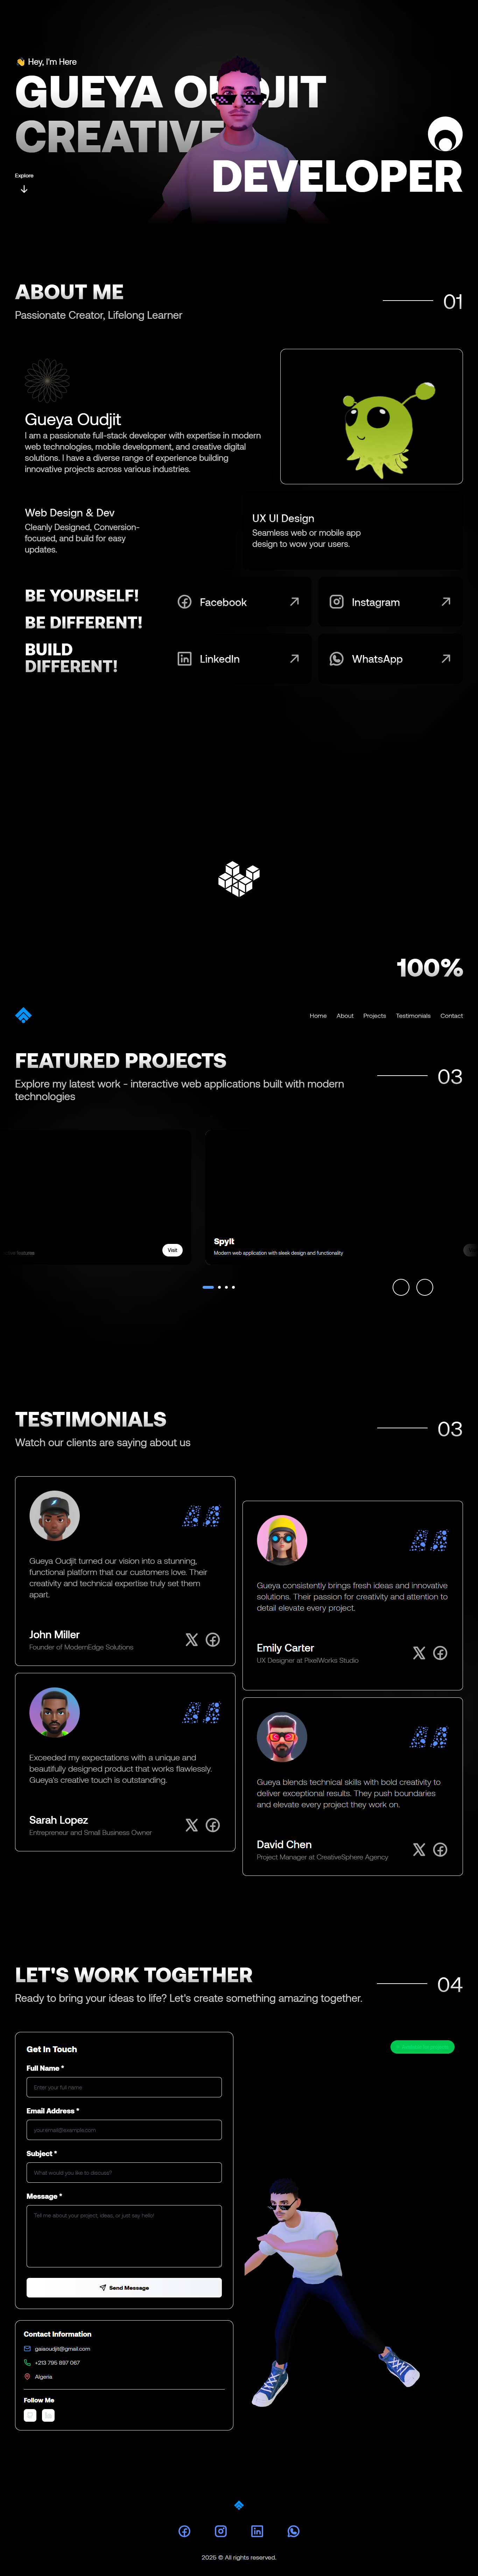 👋 Hey, I'm Here
GUEYA OUDJIT
CREATIVE
DEVELOPER
Explore
ABOUT ME
Passionate Creator, Lifelong Learner
01
Gueya Oudjit
I am a passionate full-stack developer with expertise in modern
web technologies, mobile development, and creative digital
solutions. I have a diverse range of experience building
innovative projects across various industries.
Web Design & Dev
Cleanly Designed, Conversion-
focused, and build for easy
updates.
UX UI Design
Seamless web or mobile app
design to wow your users.
BE YOURSELF!
BE DIFFERENT!
BUILD
DIFFERENT!
Facebook
Instagram
LinkedIn
WhatsApp
100%
Home About Projects Testimonials Contact
FEATURED PROJECTS
Explore my latest work - interactive web applications built with modern
technologies
03
features
Visit
SpyIt
Modern web application with sleek design and functionality
TESTIMONIALS
Watch our clients are saying about us
03
Gueya Oudjit turned our vision into a stunning,
functional platform that our customers love. Their
creativity and technical expertise truly set them
apart.
John Miller
Founder of ModernEdge Solutions
Gueya consistently brings fresh ideas and innovative
solutions. Their passion for creativity and attention to
detail elevate every project.
Emily Carter
UX Designer at PixelWorks Studio
Exceeded my expectations with a unique and
beautifully designed product that works flawlessly.
Gueya's creative touch is outstanding.
Sarah Lopez
Entrepreneur and Small Business Owner
Gueya blends technical skills with bold creativity to
deliver exceptional results. They push boundaries
and elevate every project they work on.
David Chen
Project Manager at CreativeSphere Agency
LET'S WORK TOGETHER
Ready to bring your ideas to life? Let's create something amazing together.
04
Get In Touch
Full Name *
Enter your full name
Email Address *
your.email@example.com
Subject *
What would you like to discuss?
Message *
Tell me about your project, ideas, or just say hello!
Send Message
Contact Information
gaiaoudjit@gmail.com
+213 795 897 067
Algeria
Follow Me
2025 © All rights reserved.